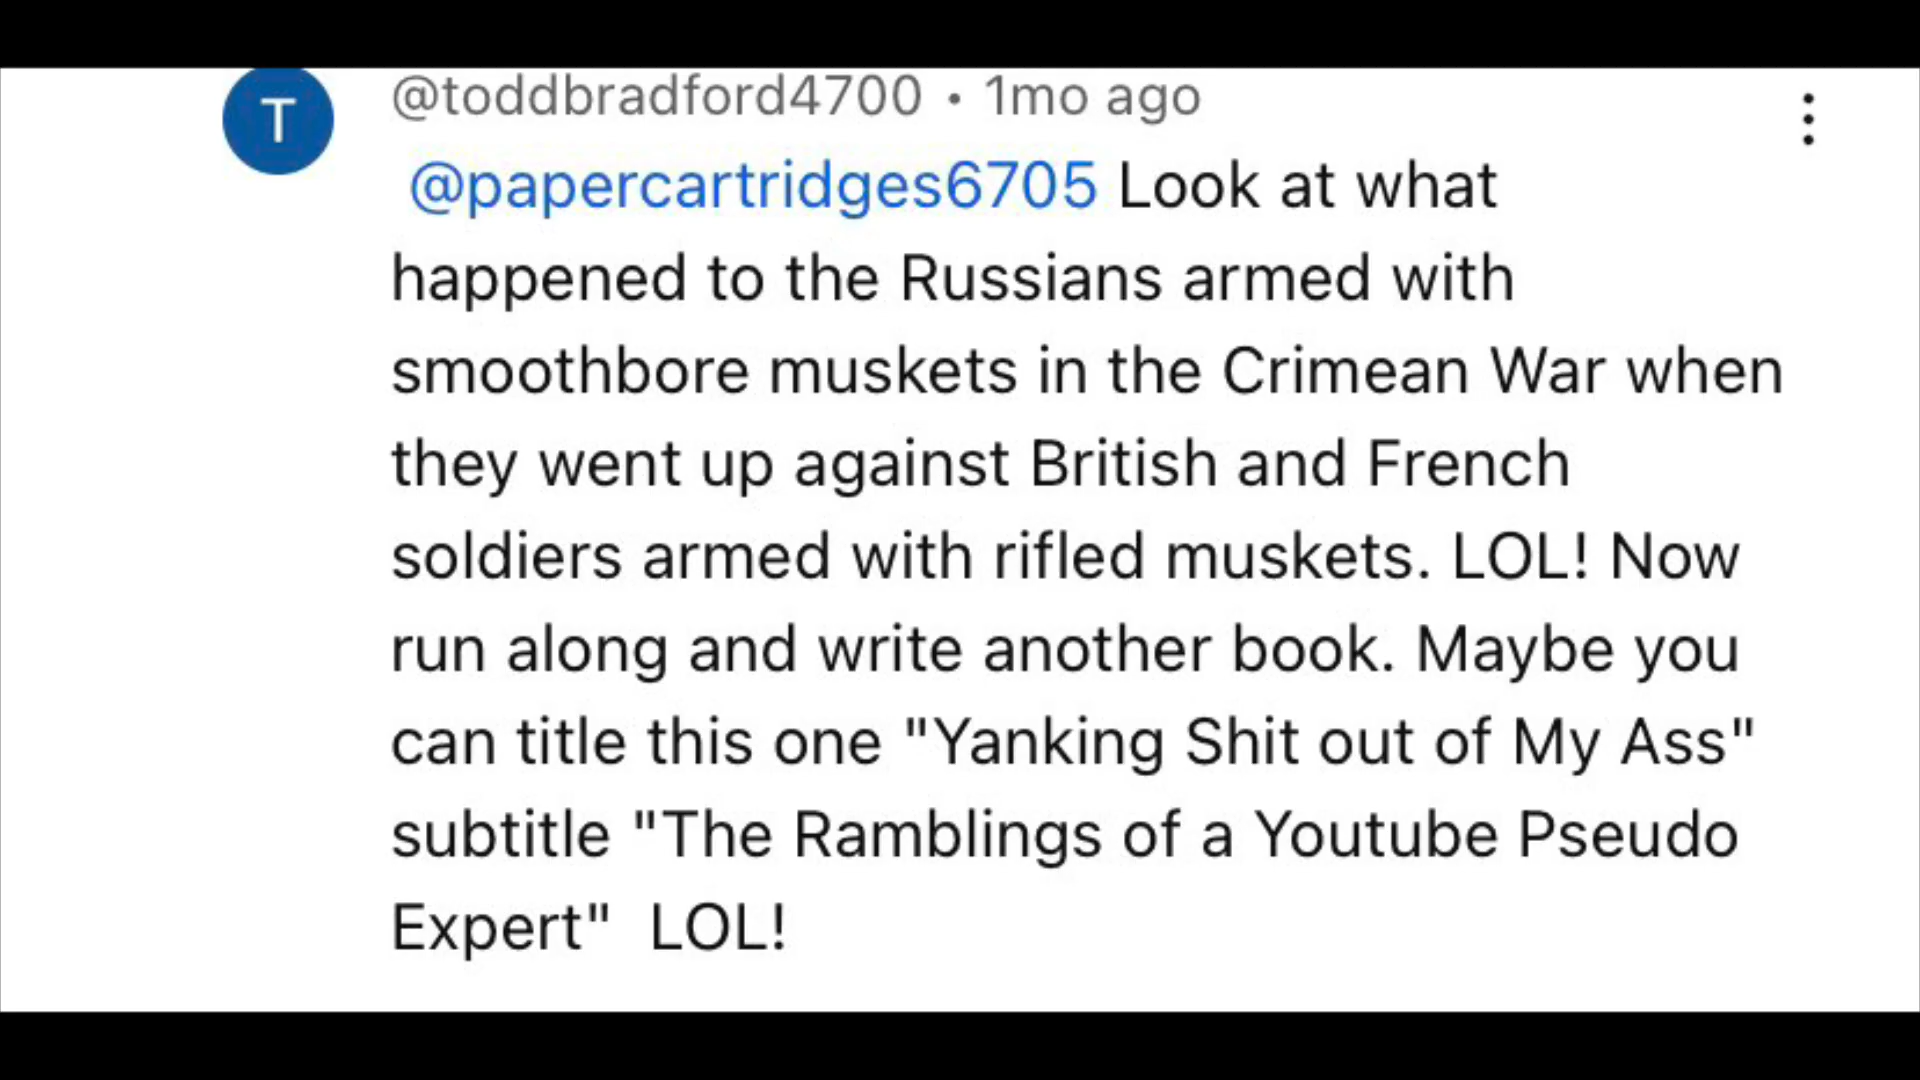 T
@toddbradford4700 • 1mo ago
@papercartridges6705 Look at what
happened to the Russians armed with
smoothbore muskets in the Crimean War when
they went up against British and French
soldiers armed with rifled muskets. LOL! Now
run along and write another book. Maybe you
can title this one "Yanking Shit out of My Ass"
subtitle "The Ramblings of a Youtube Pseudo
Expert"  LOL!